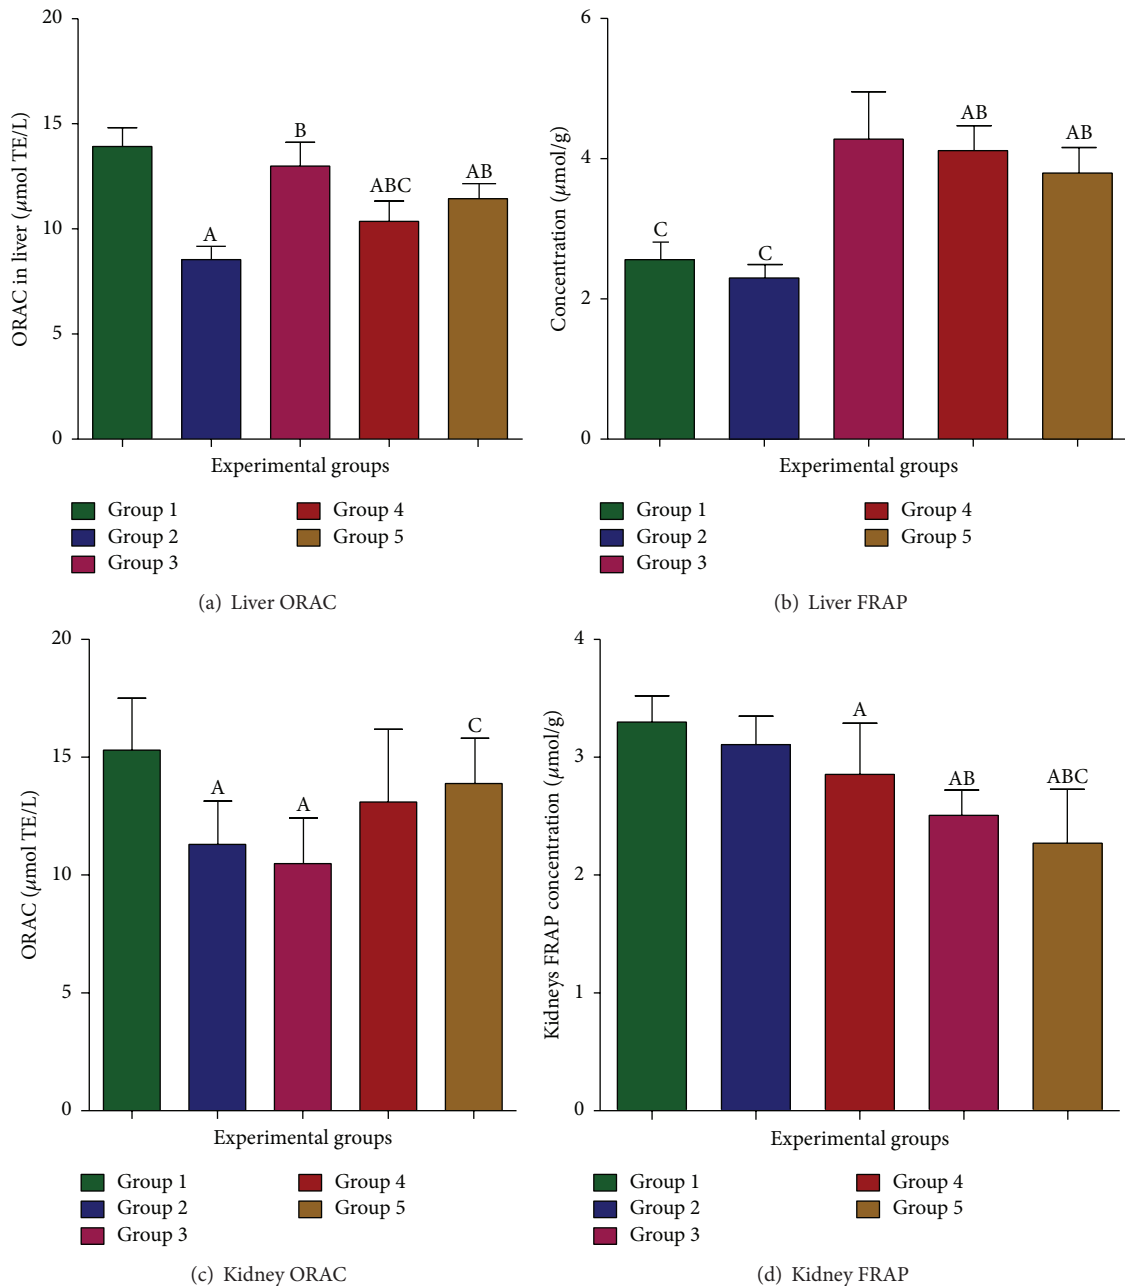 20
15
10
5
0
ORAC in liver (μmol TE/L)
A
B
ABC
AB
Experimental groups
Group 1
Group 2
Group 3
Group 4
Group 5
(a) Liver ORAC
6
4
2
0
Concentration (μmol/g)
C
C
AB
AB
Experimental groups
Group 1
Group 2
Group 3
Group 4
Group 5
(b) Liver FRAP
20
15
10
5
0
ORAC (μmol TE/L)
A
A
C
Experimental groups
Group 1
Group 2
Group 3
Group 4
Group 5
(c) Kidney ORAC
4
3
2
1
0
Kidneys FRAP concentration (μmol/g)
A
AB
ABC
Experimental groups
Group 1
Group 2
Group 3
Group 4
Group 5
(d) Kidney FRAP